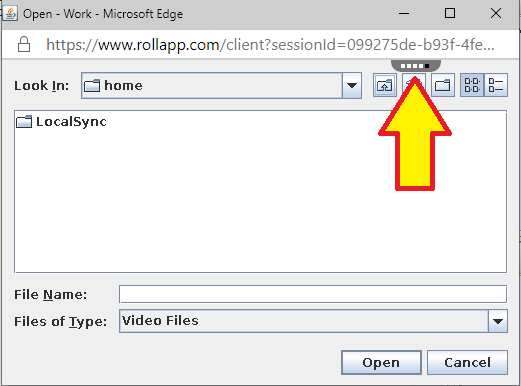 Open - Work - Microsoft Edge
https://www.rollapp.com/client?sessionId=099275de-b93f-4fe...
Look In: home
LocalSync
File Name:
Files of Type: Video Files
Open Cancel